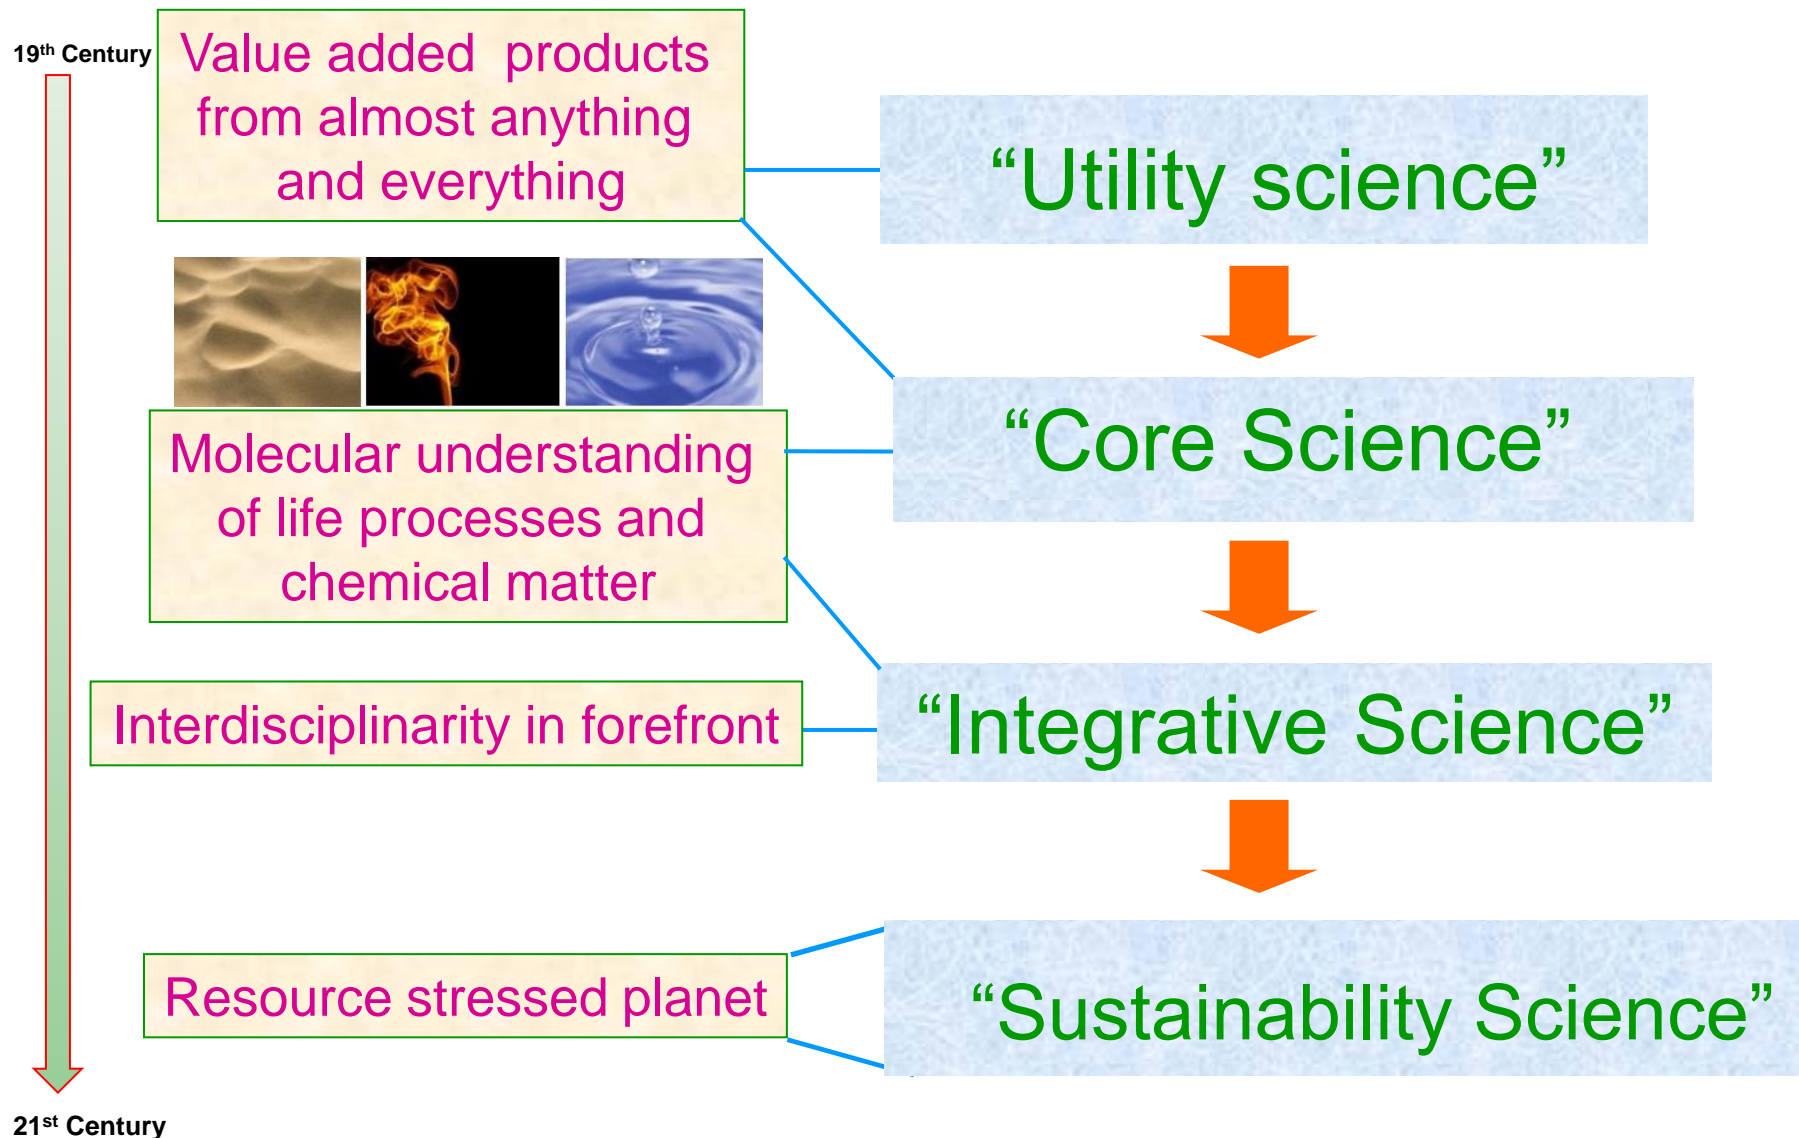 19th Century
Value added products
from almost anything
and everything
“Utility science”
“Core Science”
Molecular understanding
of life processes and
chemical matter
Interdisciplinarity in forefront
“Integrative Science”
Resource stressed planet
“Sustainability Science”
21st Century